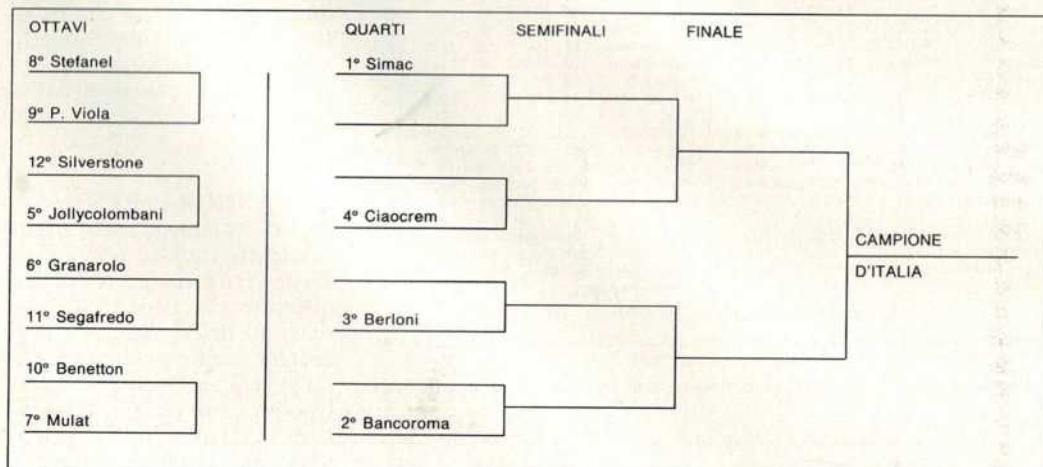 OTTAVI
8° Stefanel
9° P. Viola
12° Silverstone
5° Jollycolombani
6° Granarolo
11° Segafredo
10° Benetton
7° Mulat
QUARTI
1° Simac
4° Ciaocrem
3° Berloni
2° Bancoroma
SEMIFINALI
FINALE
CAMPIONE
D'ITALIA